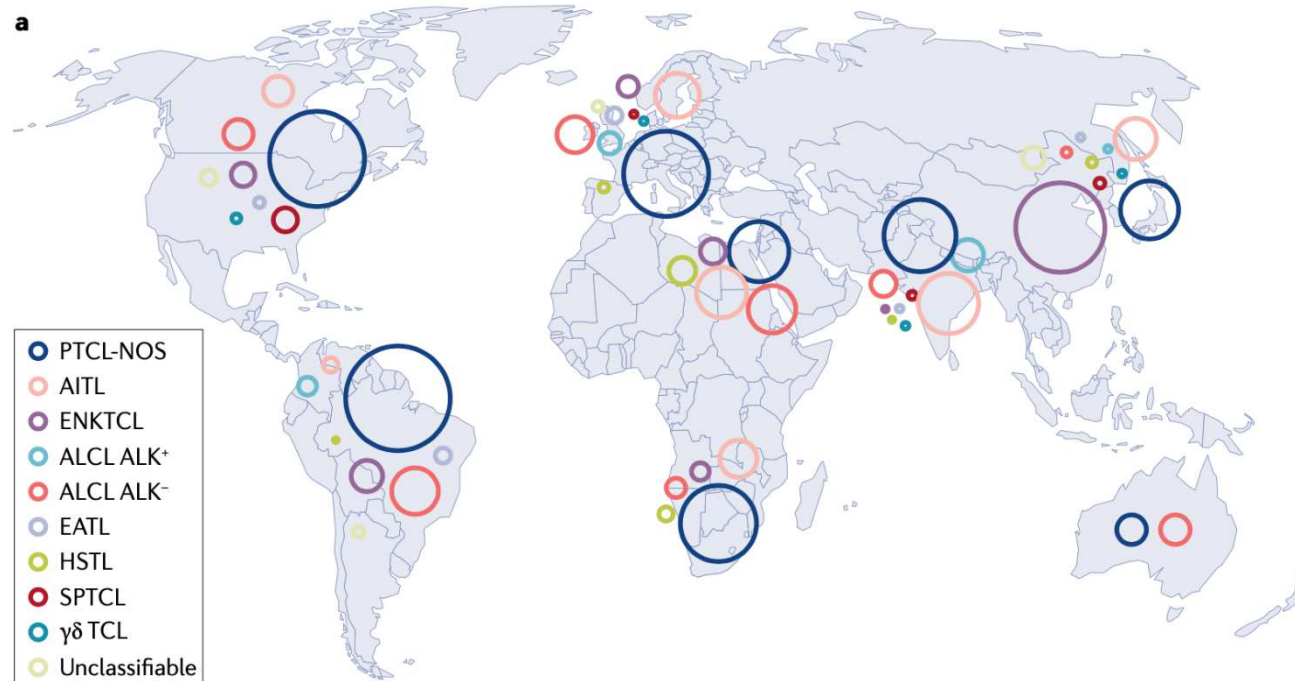 a
PTCL-NOS
AITL
ENKTCL
ALCL ALK⁺
ALCL ALK⁻
EATL
HSTL
SPTCL
γδ TCL
Unclassifiable